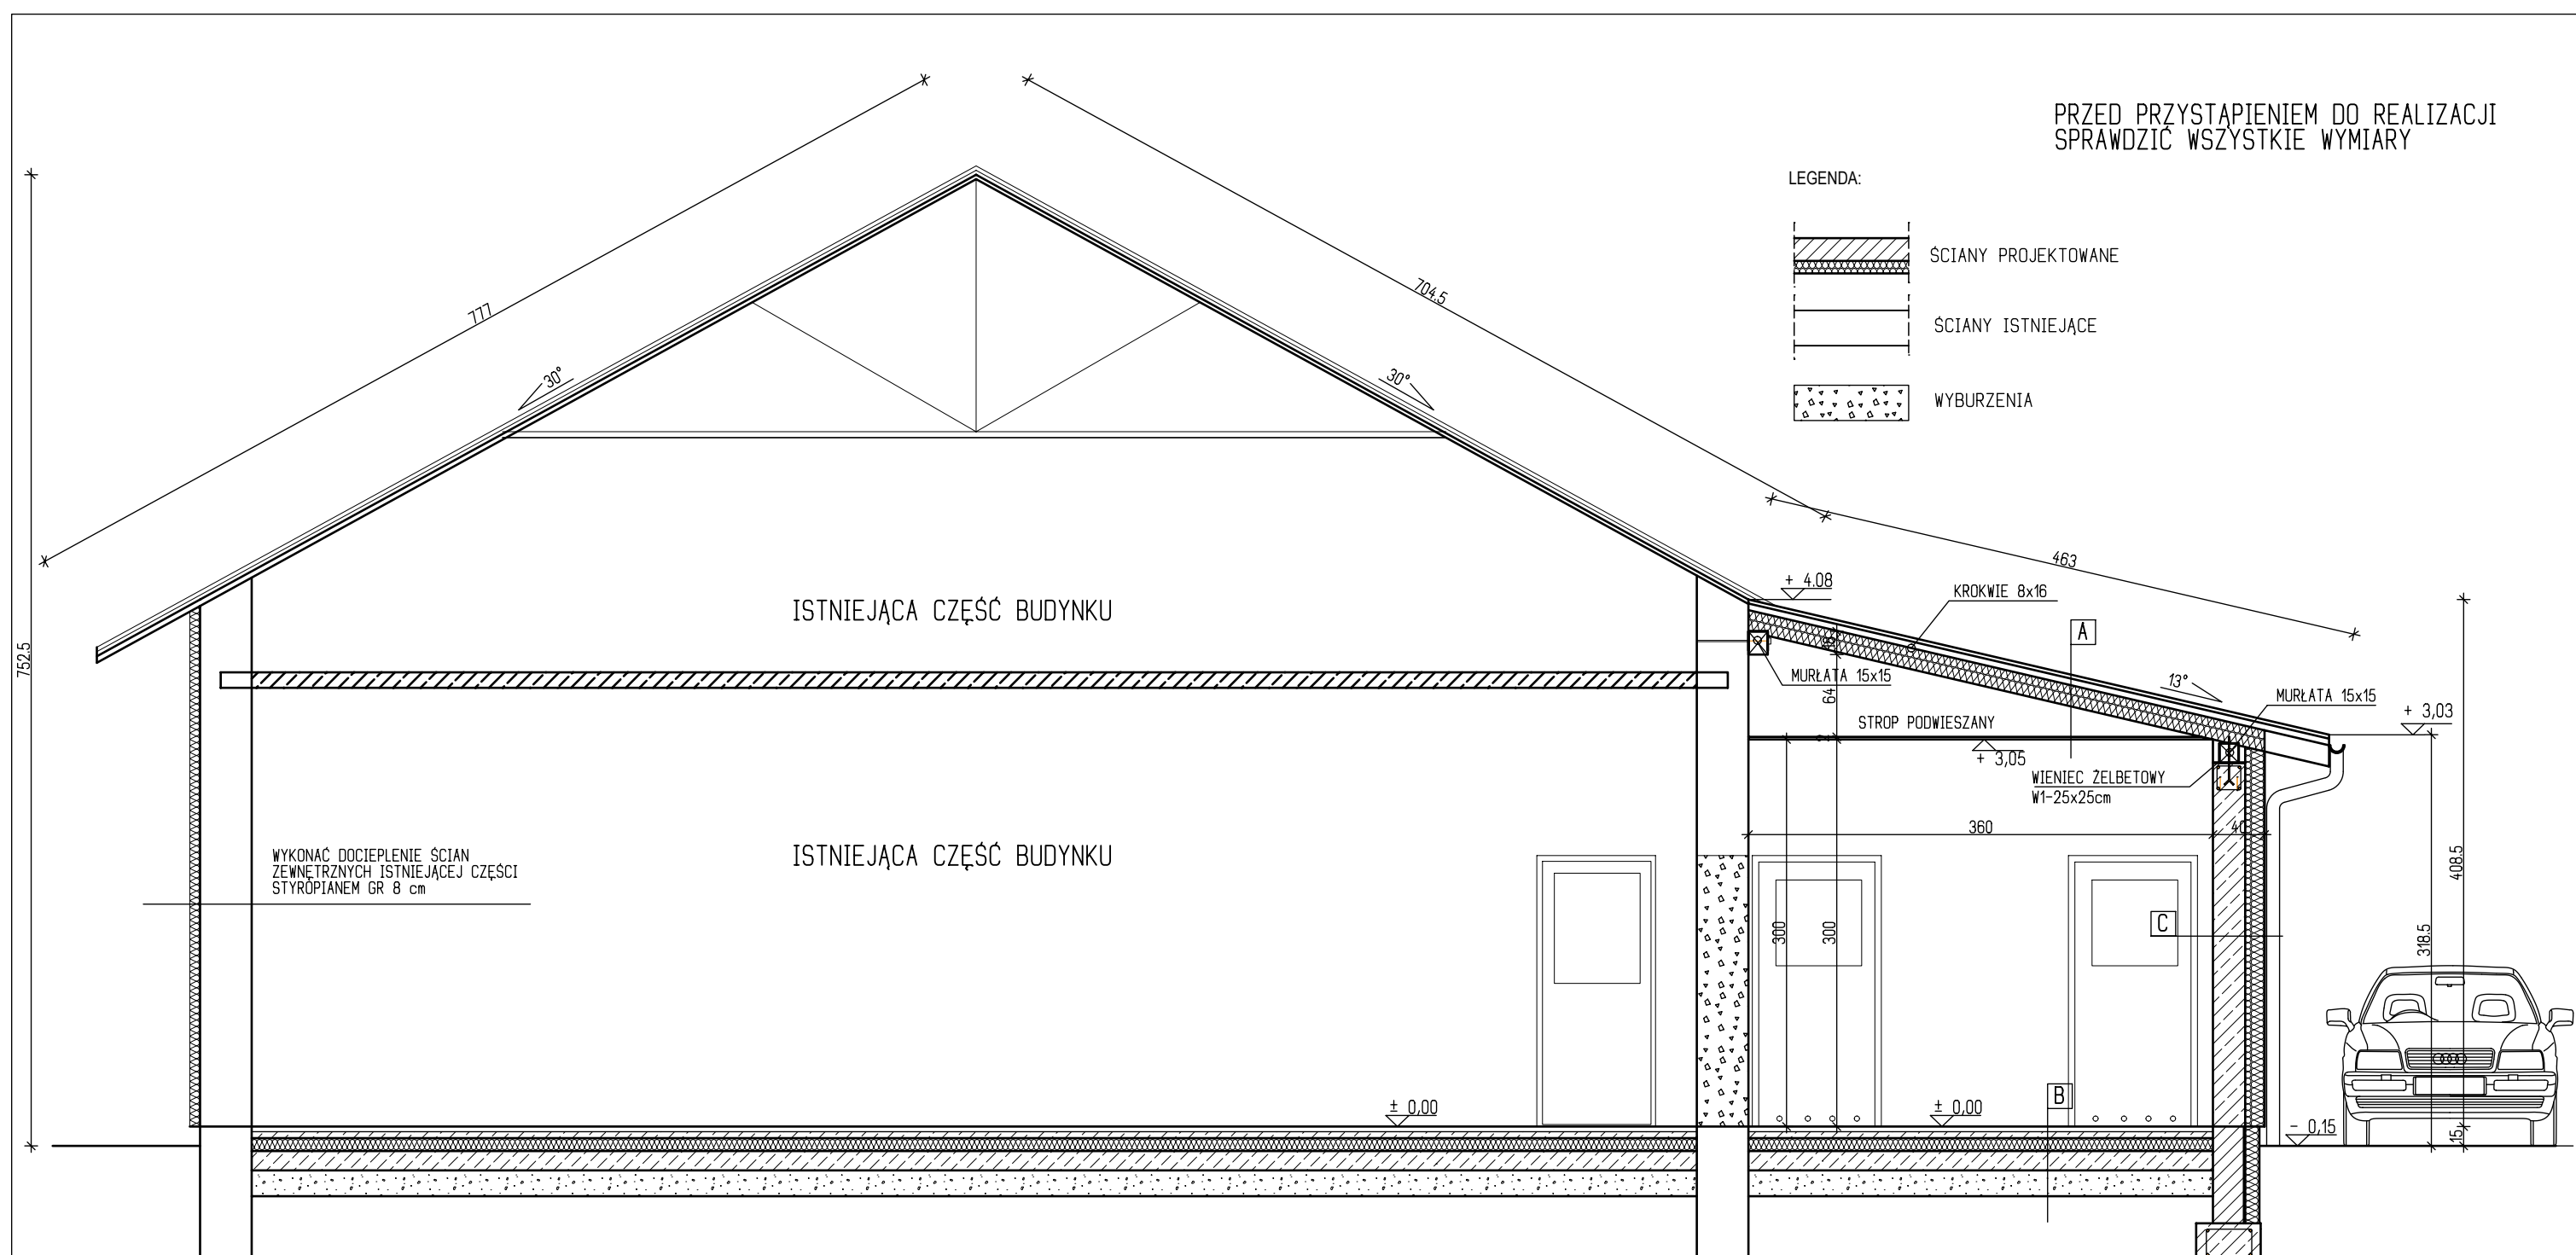 PRZED PRZYSTĄPIENIEM DO REALIZACJI
SPRAWDZIĆ WSZYSTKIE WYMIARY
LEGENDA:
ŚCIANY PROJEKTOWANE
ŚCIANY ISTNIEJĄCE
WYBURZENIA
777
704.5
30°
30°
463
752.5
+ 4.08
KROKWIE 8x16
A
ISTNIEJĄCA CZĘŚĆ BUDYNKU
MURŁATA 15x15
64
13°
MURŁATA 15x15
+ 3,03
STROP PODWIESZANY
+ 3,05
WIENIEC ŻELBETOWY
W1-25x25cm
360
40
408.5
318.5
ISTNIEJĄCA CZĘŚĆ BUDYNKU
WYKONAĆ DOCIEPLENIE ŚCIAN
ZEWNĘTRZNYCH ISTNIEJĄCEJ CZĘŚCI
STYROPIANEM GR 8 cm
300
300
C
B
± 0,00
± 0,00
- 0,15
15